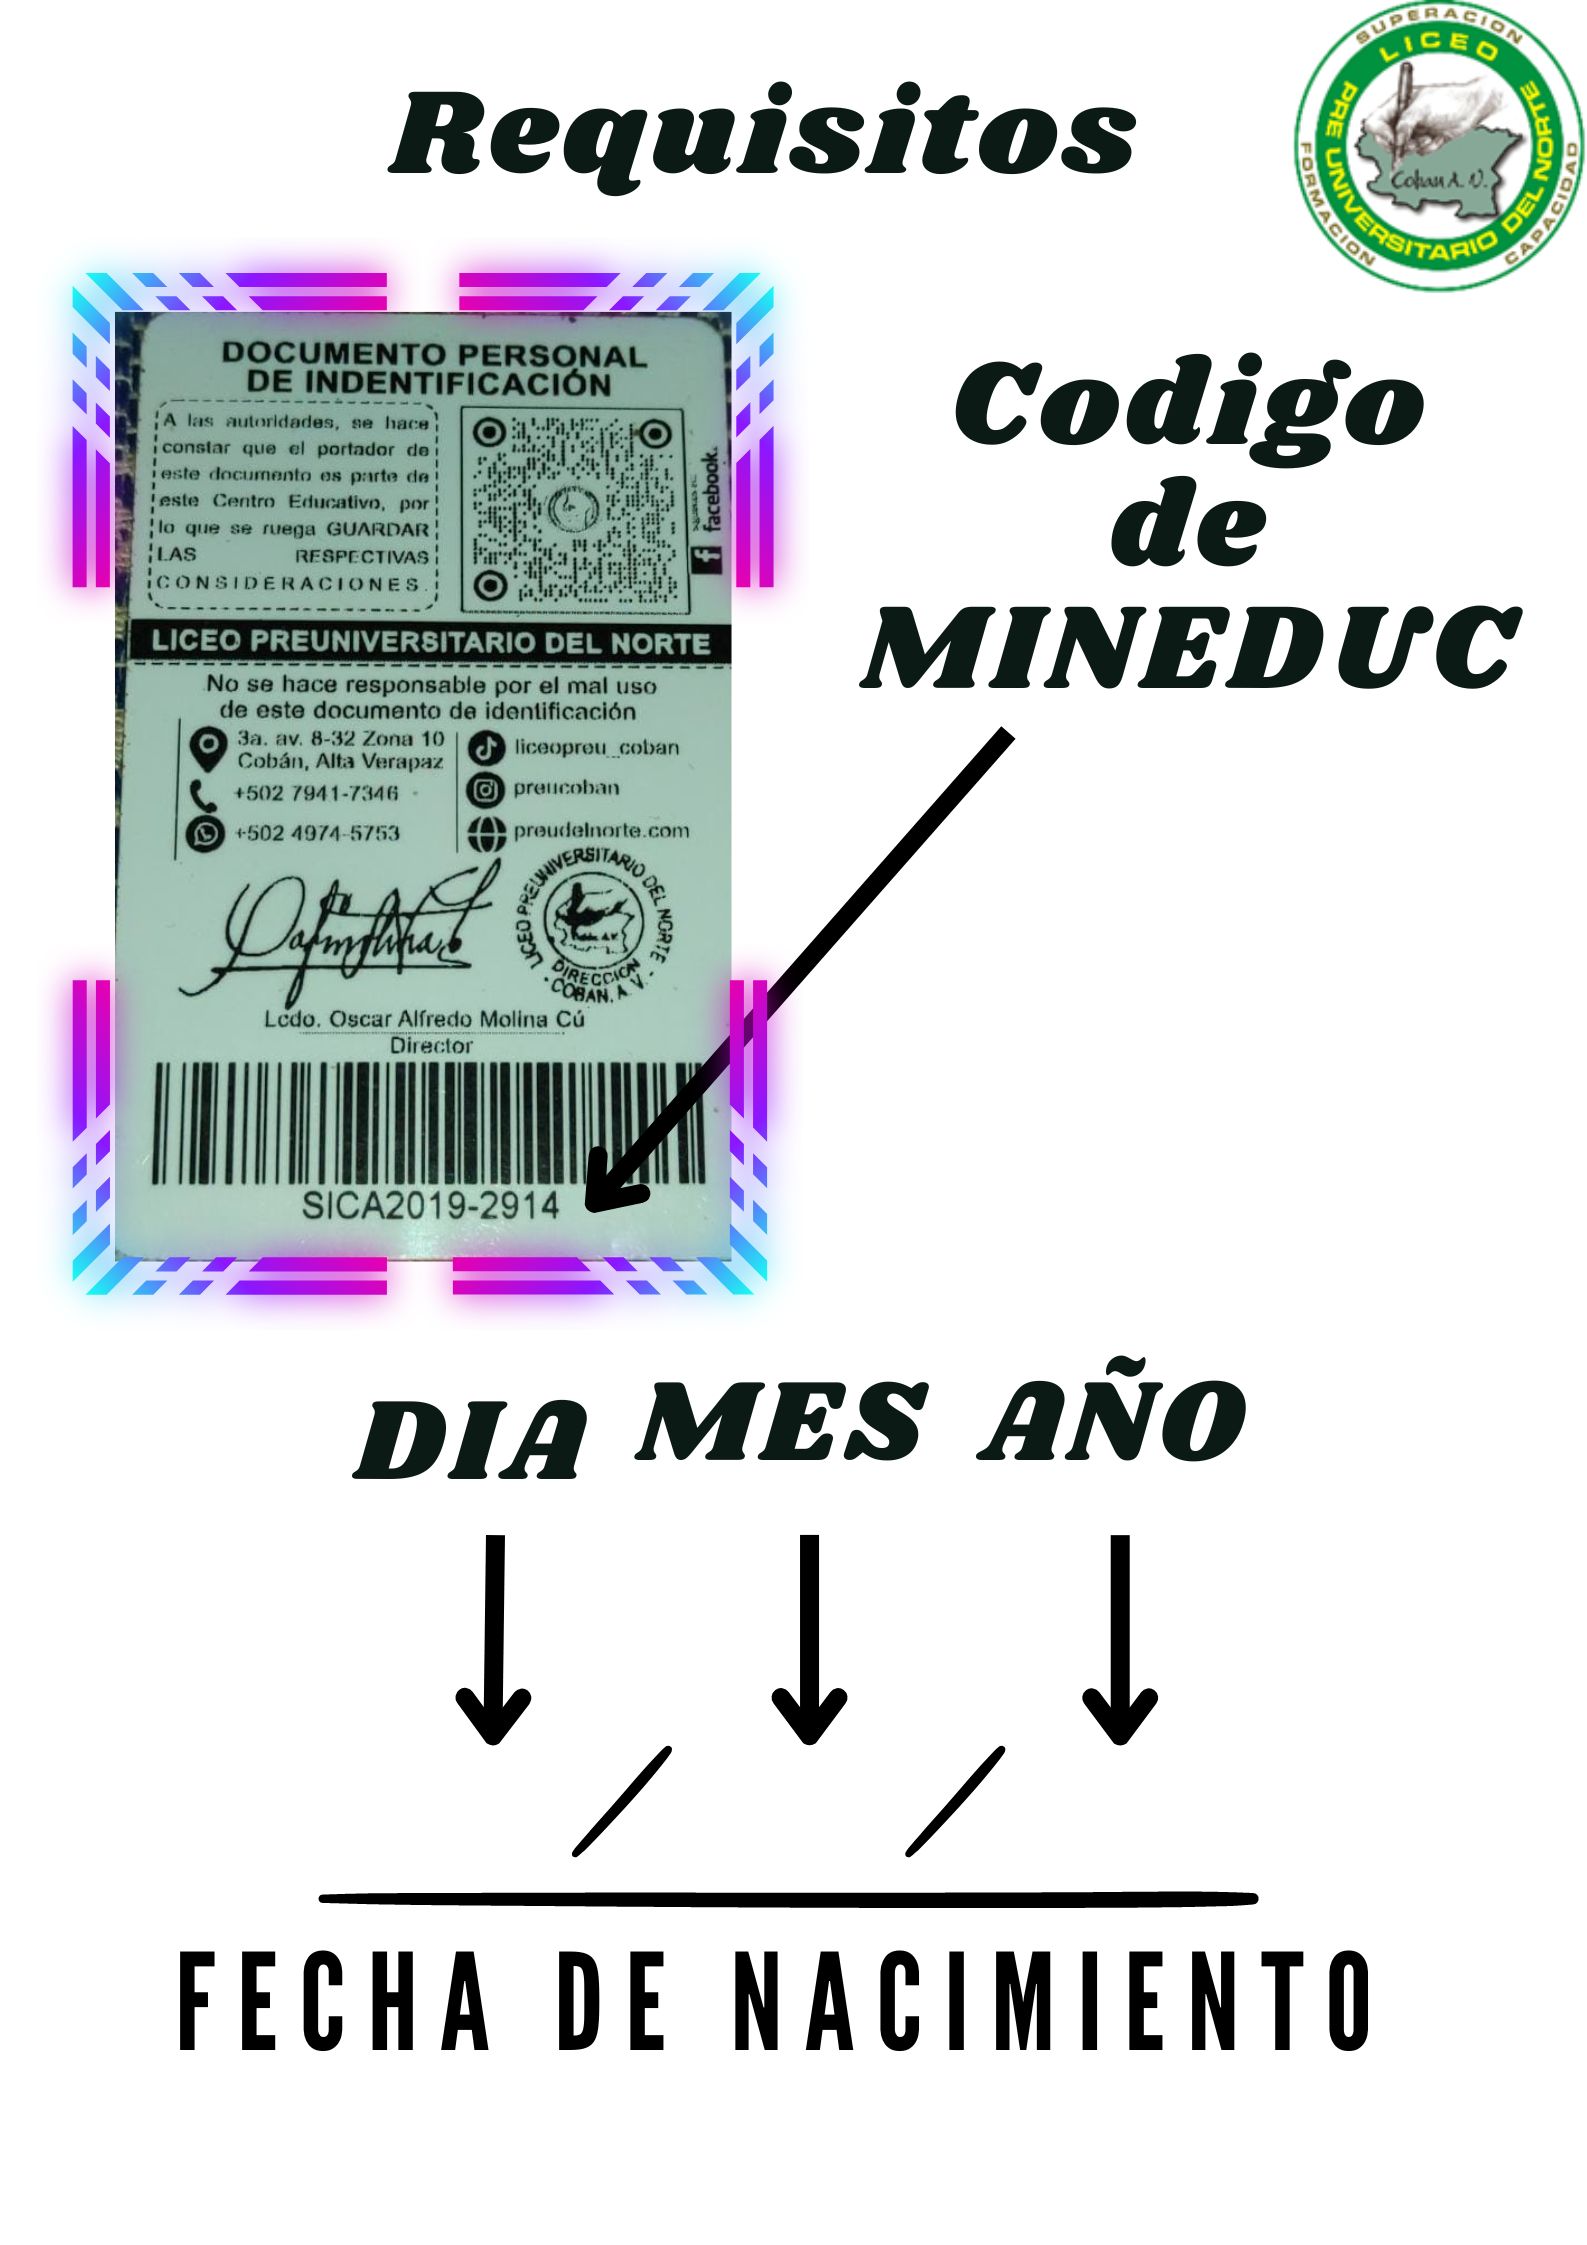 Requisitos
SUPERACION
LICEO
PRE UNIVERSITARIO DEL NORTE
FORMACION
CAPACIDAD
Coban A. V.
DOCUMENTO PERSONAL
DE INDENTIFICACIÓN
A las autoridades, se hace
constar que el portador de
este documento es parte de
este Centro Educativo, por
lo que se ruega GUARDAR
LAS RESPECTIVAS
CONSIDERACIONES.
facebook.
LICEO PREUNIVERSITARIO DEL NORTE
No se hace responsable por el mal uso
de este documento de identificación
3a. av. 8-32 Zona 10
Cobán, Alta Verapaz
+502 7941-7346
+502 4974-5753
liceopreu_coban
preucoban
preudelnorte.com
LICEO PREUNIVERSITARIO DEL NORTE
DIRECCION
COBAN, A. V.
Lcdo. Oscar Alfredo Molina Cú
Director
SICA2019-2914
Codigo
de
MINEDUC
DIA MES AÑO
FECHA DE NACIMIENTO